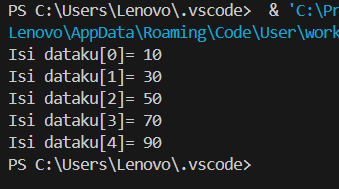 PS C:\Users\Lenovo\.vscode>  & 'C:\Pr
Lenovo\AppData\Roaming\Code\User\work
Isi dataku[0]= 10
Isi dataku[1]= 30
Isi dataku[2]= 50
Isi dataku[3]= 70
Isi dataku[4]= 90
PS C:\Users\Lenovo\.vscode>